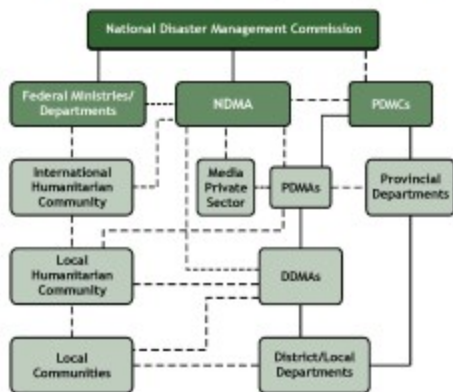 National Disaster Management Commission
Federal Ministries/
Departments
NDMA
PDMCs
International
Humanitarian
Community
Media
Private
Sector
PDMAs
Provincial
Departments
Local
Humanitarian
Community
DDMAs
Local
Communities
District/Local
Departments